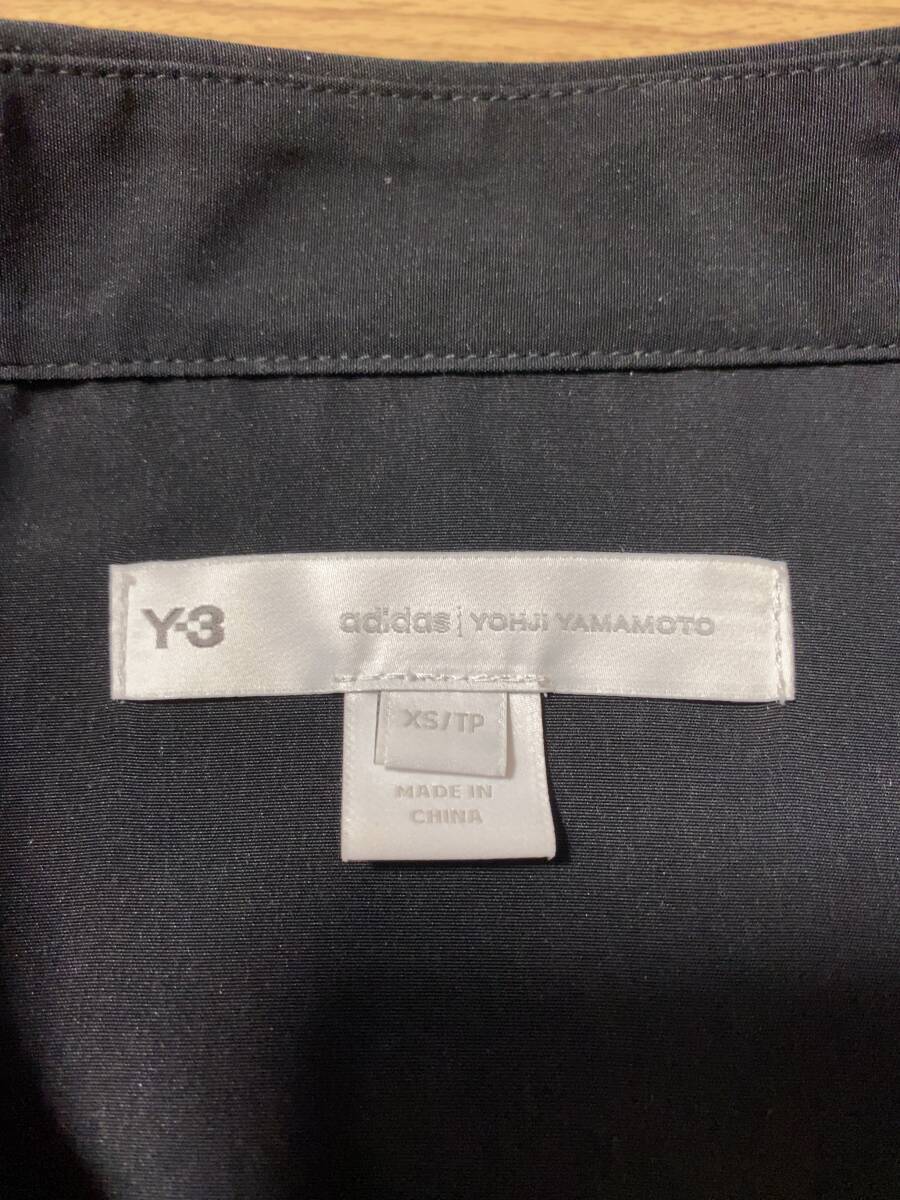 Y-3 adidas | YOHJI YAMAMOTO
XS/TP
MADE IN
CHINA